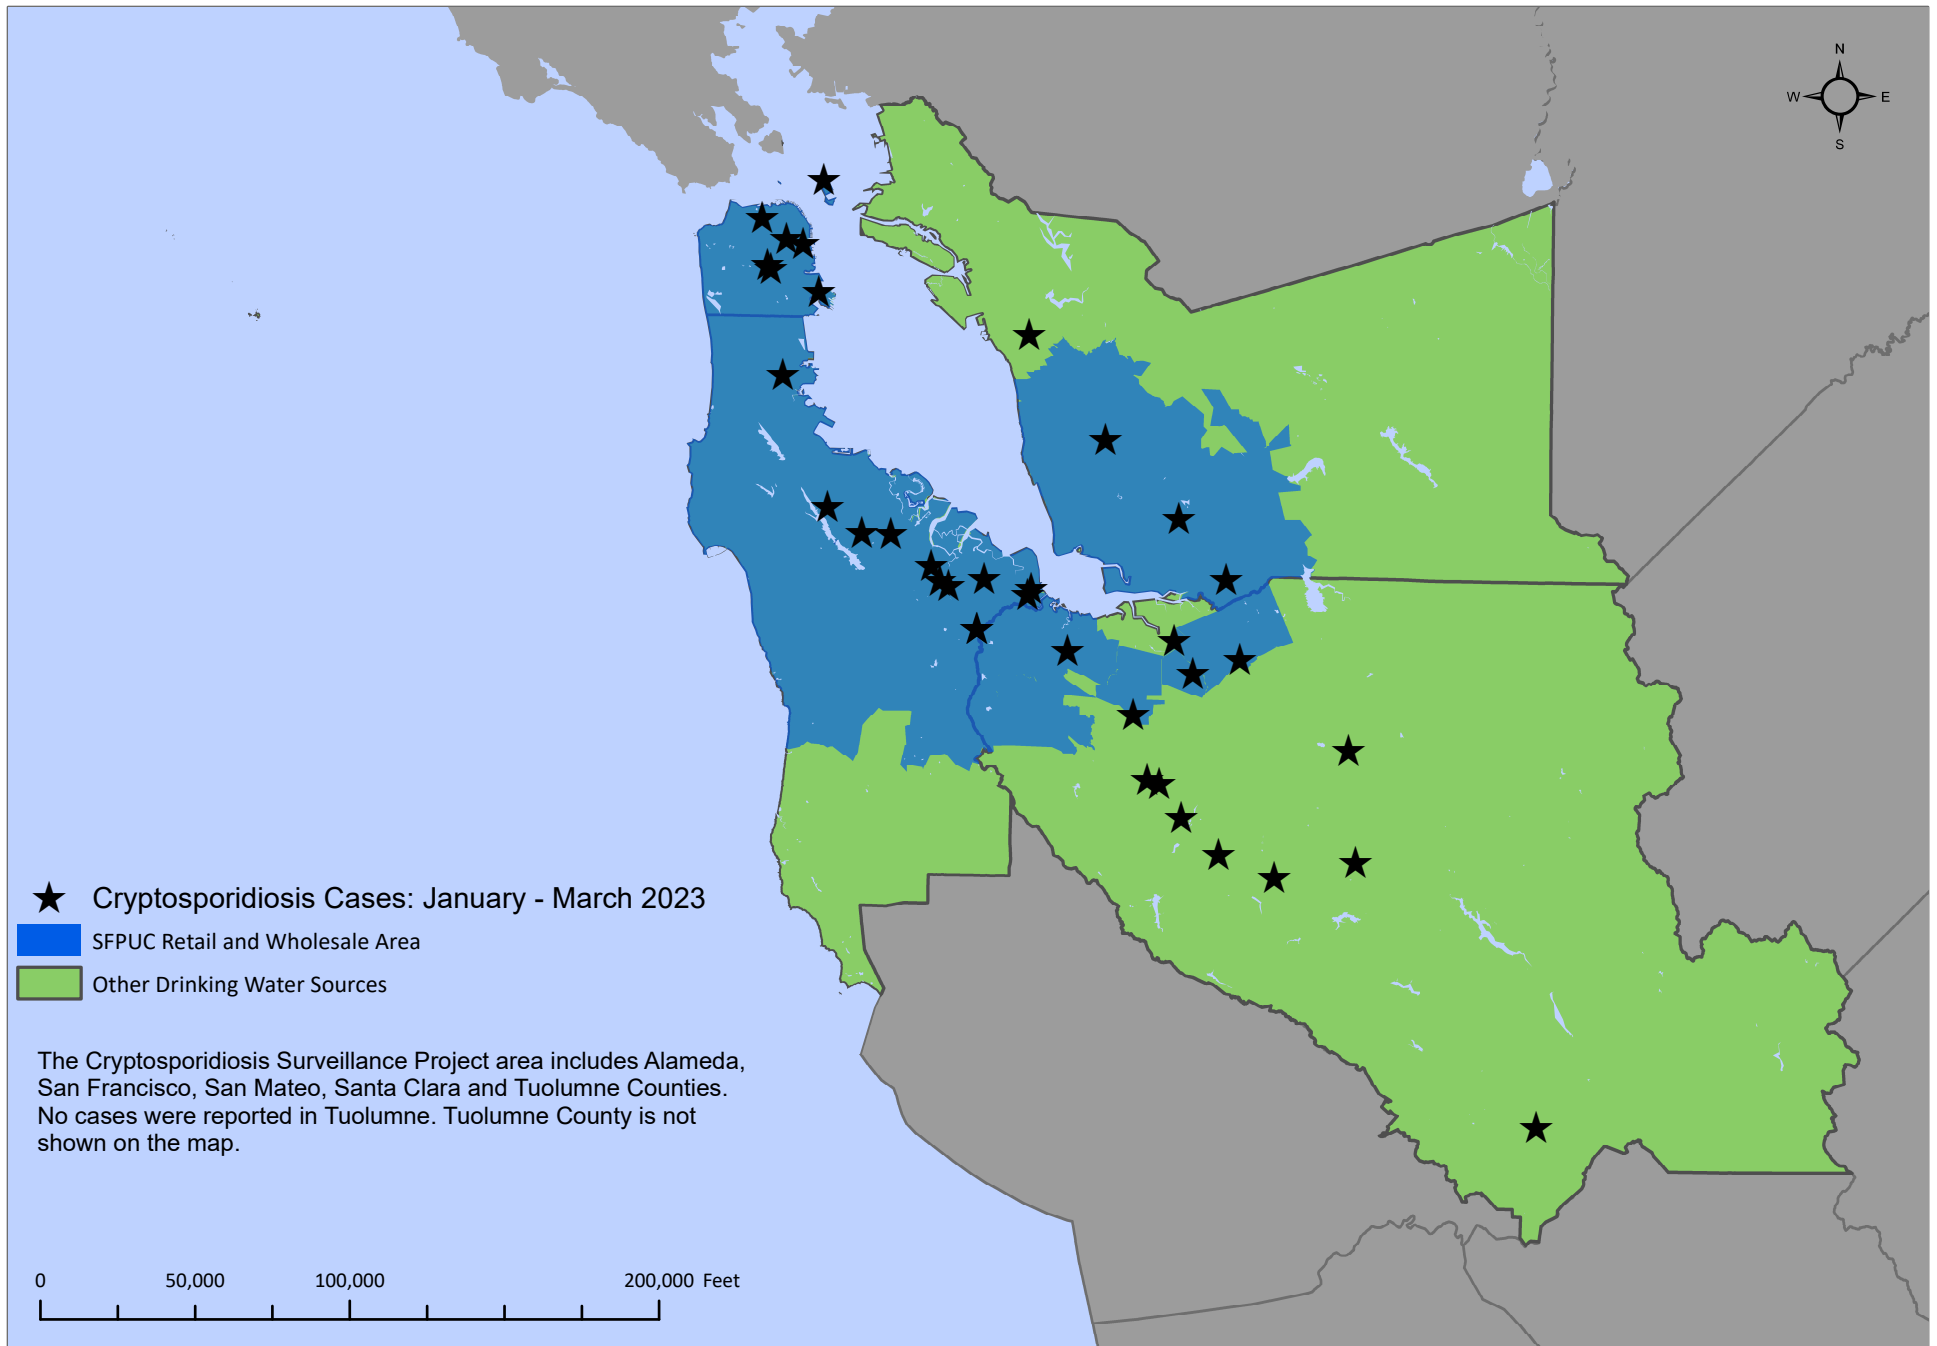 N
W E
S
Cryptosporidiosis Cases: January - March 2023
SFPUC Retail and Wholesale Area
Other Drinking Water Sources
The Cryptosporidiosis Surveillance Project area includes Alameda,
San Francisco, San Mateo, Santa Clara and Tuolumne Counties.
No cases were reported in Tuolumne. Tuolumne County is not
shown on the map.
0 50,000 100,000 200,000 Feet